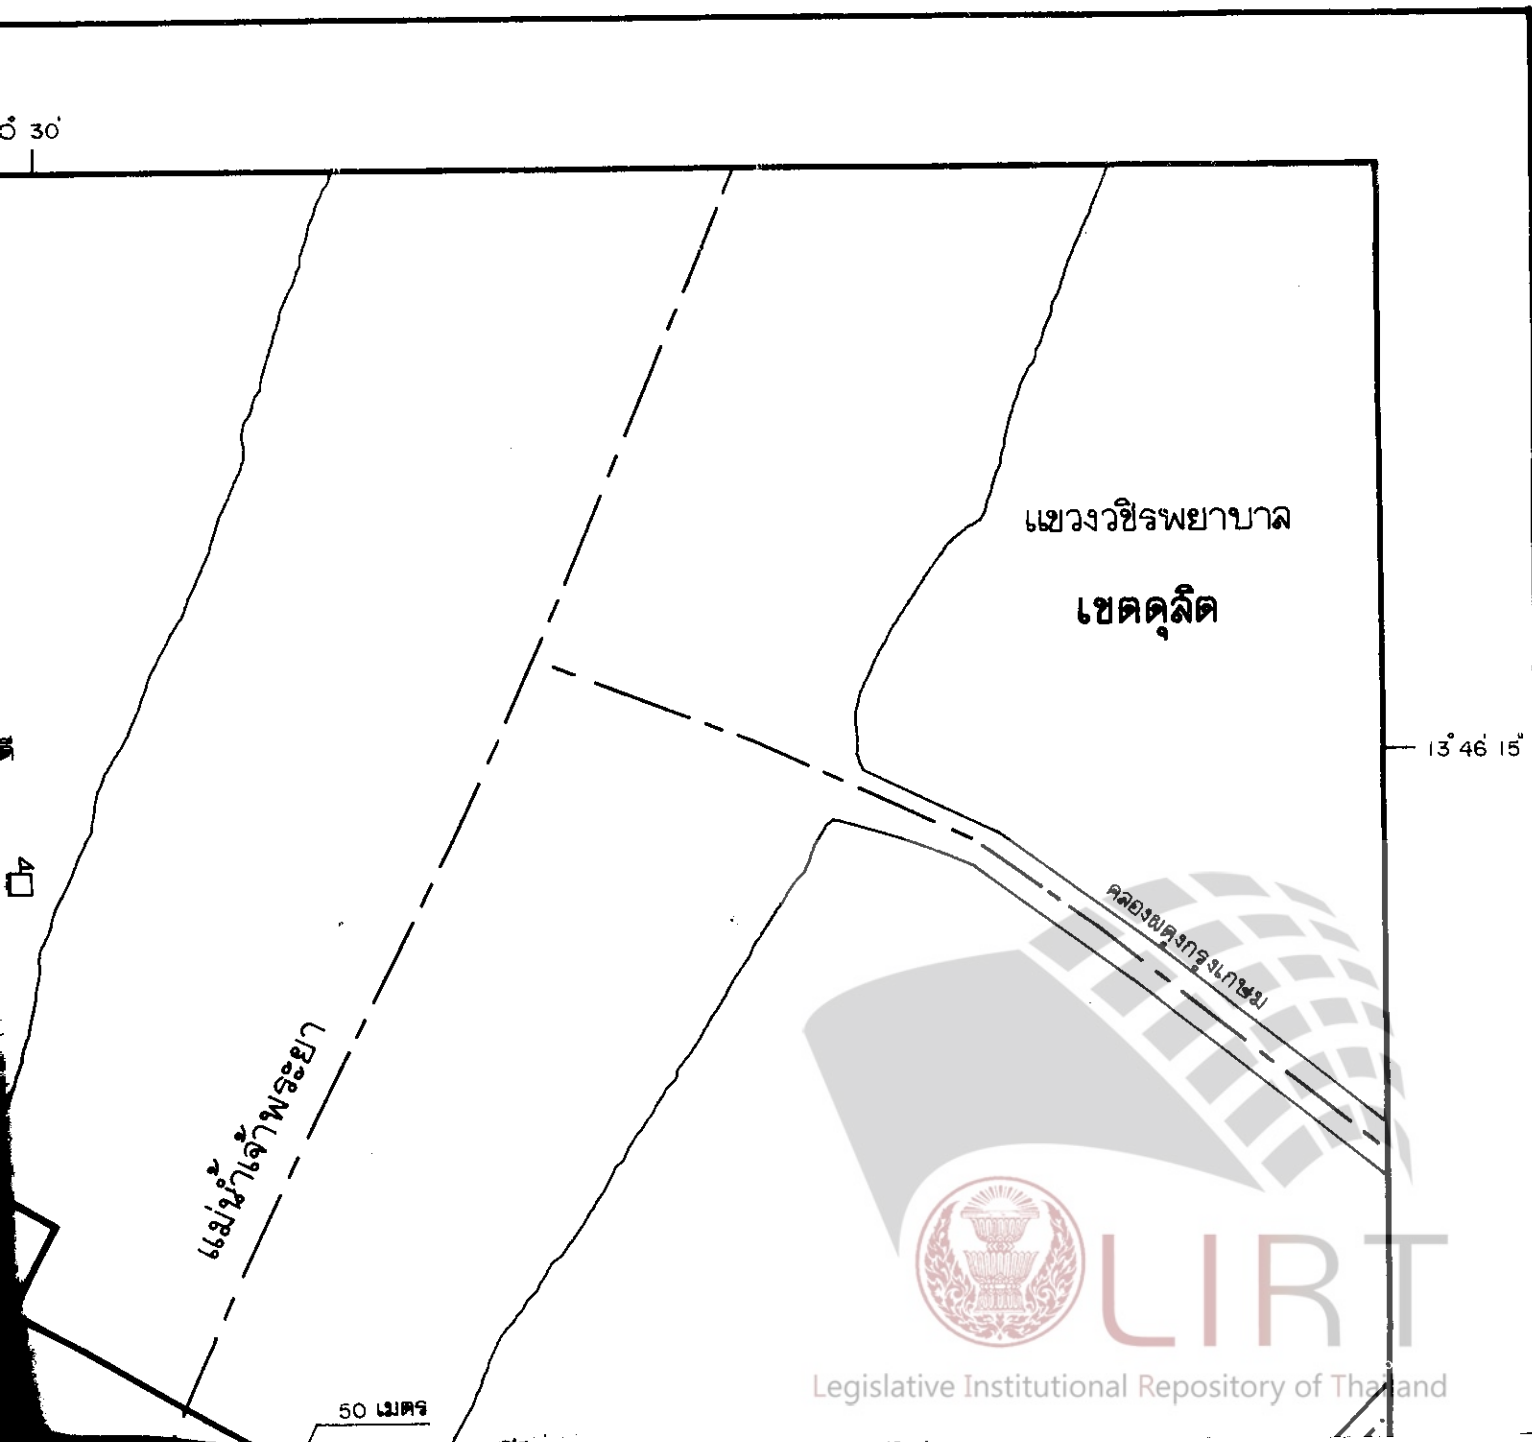 30'
แขวงวชิรพยาบาล
เขตดุสิต
13° 46' 15"
คลองผดุงกรุงเกษม
แม่น้ำเจ้าพระยา
50 เมตร
LIRT
Legislative Institutional Repository of Thailand